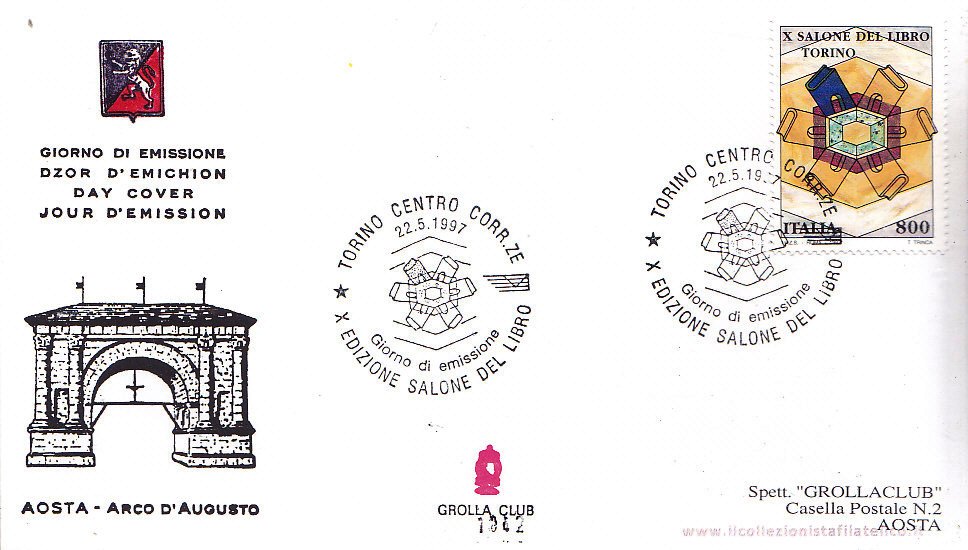 GIORNO DI EMISSIONE
DZOR D'EMICHION
DAY COVER
JOUR D'EMISSION
AOSTA - ARCO D'AUGUSTO
TORINO CENTRO CORR.ZE
22.5.1997
Giorno di emissione
X EDIZIONE SALONE DEL LIBRO
GROLLA CLUB
X SALONE DEL LIBRO
TORINO
ITALIA 800
T. TRINCA
TORINO CENTRO CORR.ZE
Giorno di emissione
X EDIZIONE SALONE DEL LIBRO
Spett. "GROLLACLUB"
Casella Postale N.2
AOSTA